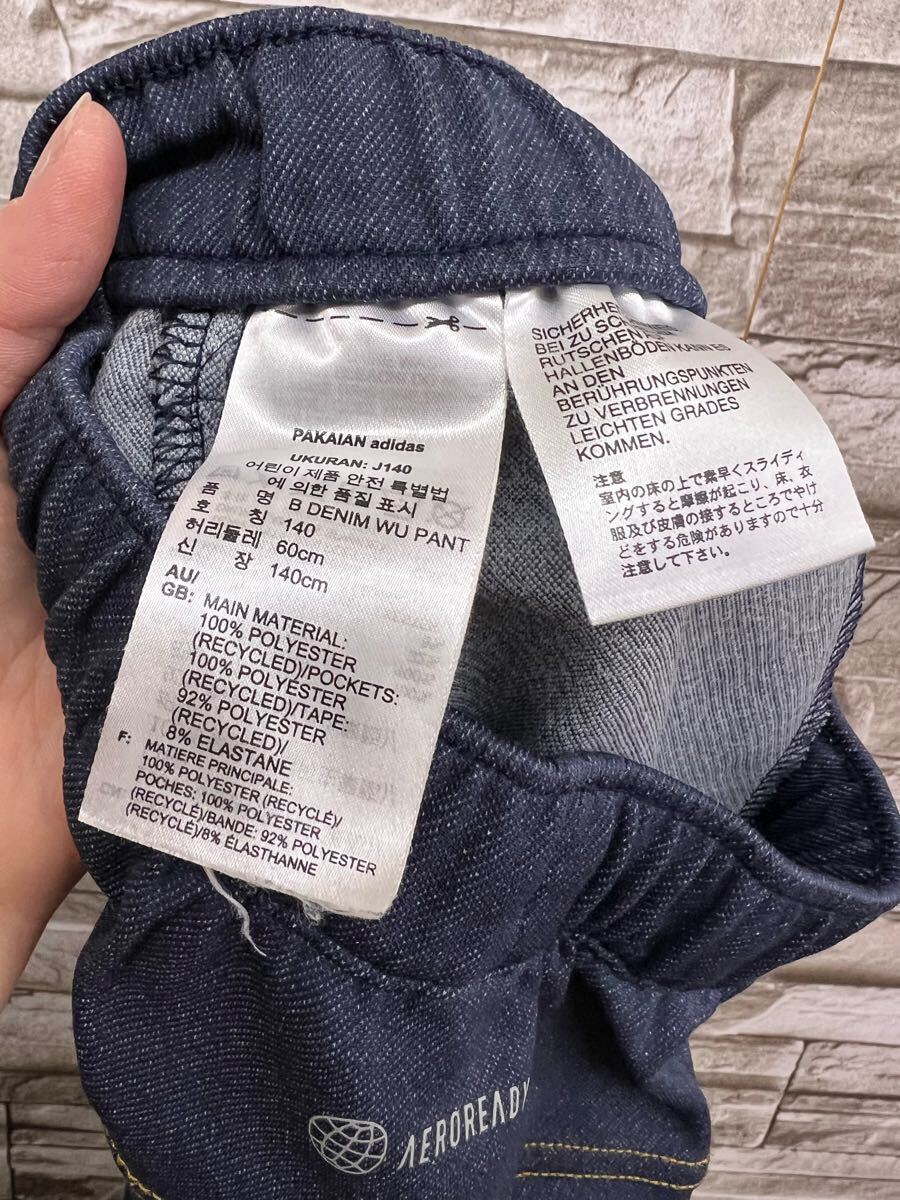 PAKAIAN adidas
UKURAN: J140
어린이 제품 안전 특별법
에 의한 품질 표시
품 명 B DENIM WU PANT
호 칭 140
허리둘레 60cm
신 장 140cm
AU/
GB: MAIN MATERIAL:
100% POLYESTER
(RECYCLED)/POCKETS:
100% POLYESTER
(RECYCLED)/TAPE:
92% POLYESTER
(RECYCLED)/
8% ELASTANE
F: MATIERE PRINCIPALE:
100% POLYESTER (RECYCLÉ)/
POCHES: 100% POLYESTER
(RECYCLÉ)/BANDE: 92% POLYESTER
(RECYCLÉ)/8% ÉLASTHANNE
BEI ZU
RUTSCHEN
HALLENBÖDEN KANN ES
AN DEN
BERÜHRUNGSPUNKTEN
ZU VERBRENNUNGEN
LEICHTEN GRADES
KOMMEN.
注意
室内の床の上で素早くスライディ
ングすると摩擦が起こり、床、衣
服及び皮膚の接するところでやけ
どをする危険がありますので十分
注意して下さい。
AEROREADY